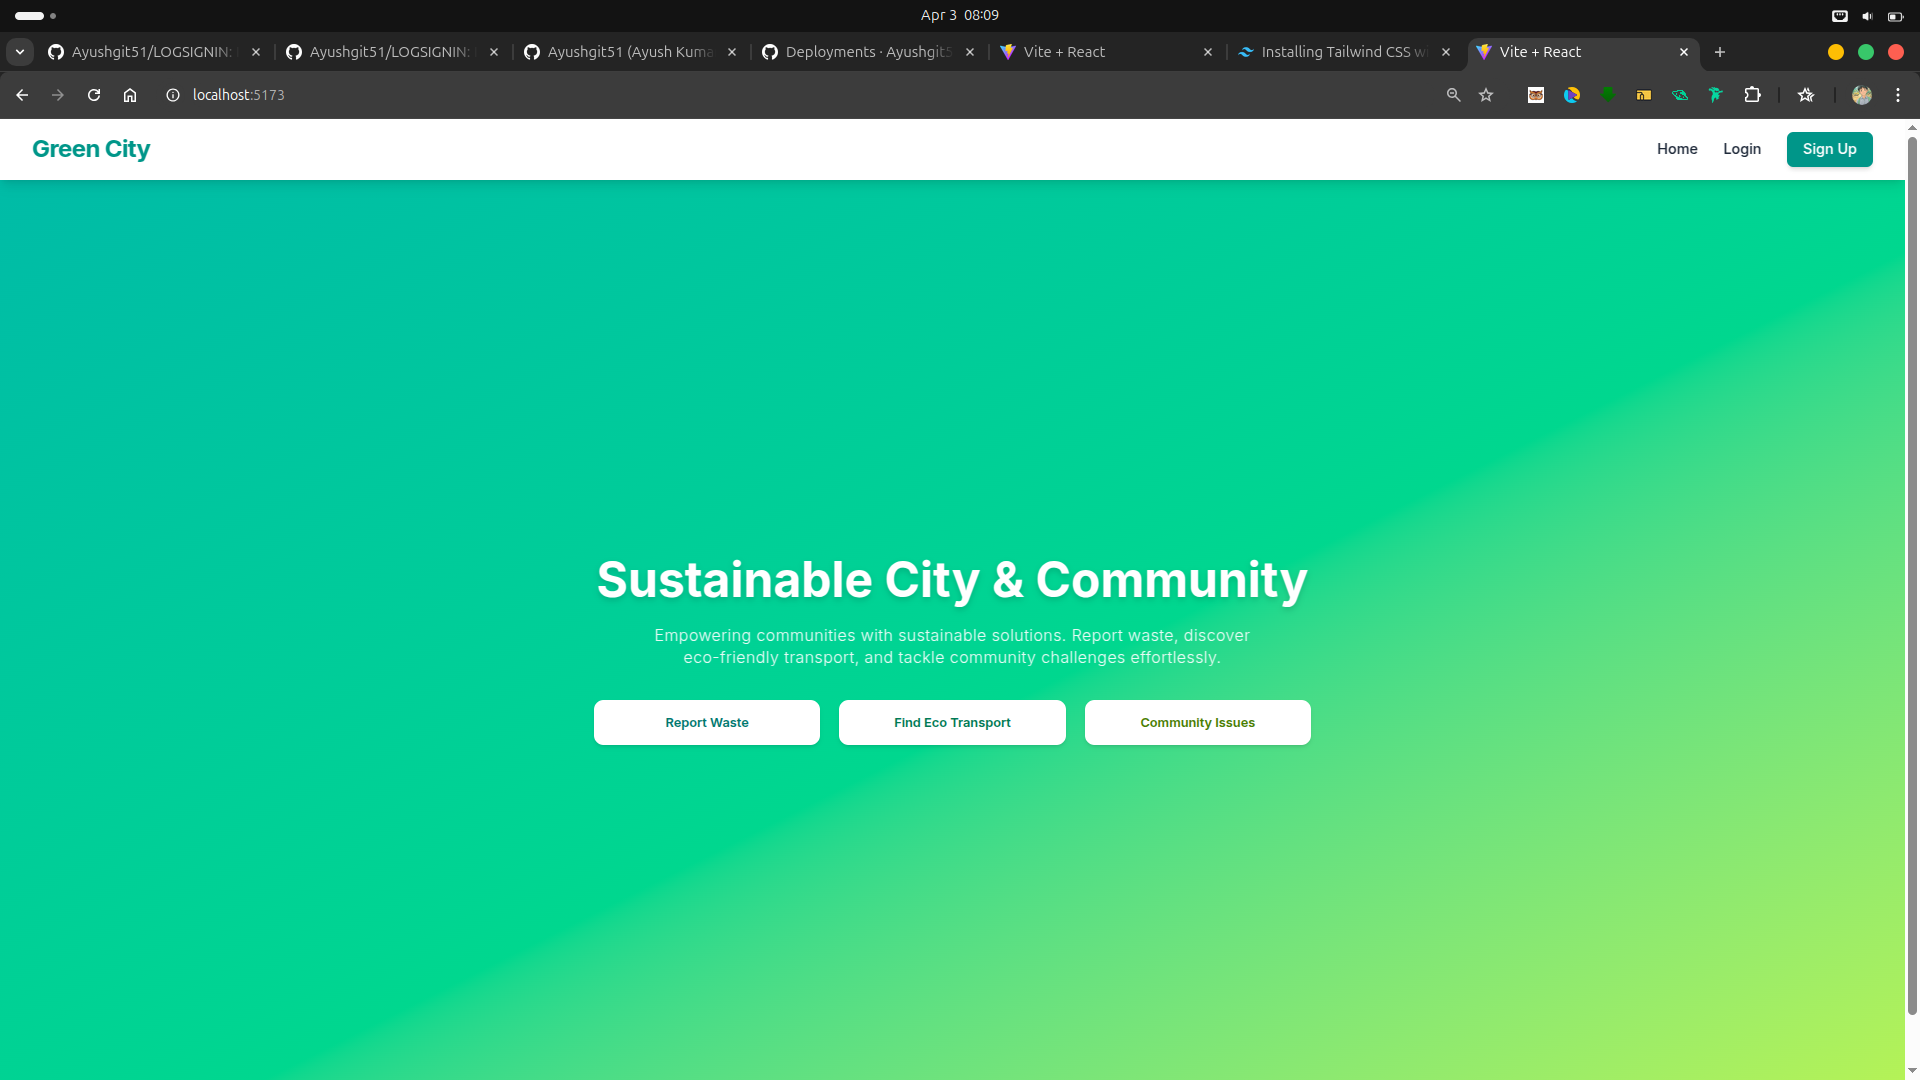 Apr 3 08:09
Ayushgit51/LOGSIGNIN:
Ayushgit51/LOGSIGNIN:
Ayushgit51 (Ayush Kuma
Deployments · Ayushgit5
Vite + React
Installing Tailwind CSS wi
Vite + React
localhost:5173
Green City
Home
Login
Sign Up
Sustainable City & Community
Empowering communities with sustainable solutions. Report waste, discover
eco-friendly transport, and tackle community challenges effortlessly.
Report Waste
Find Eco Transport
Community Issues